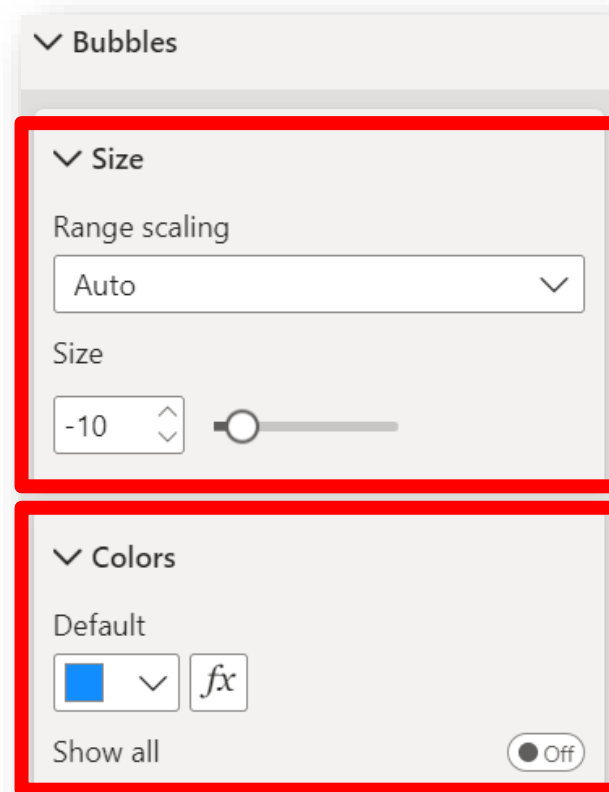 Bubbles
Size
Range scaling
Auto
Size
-10
Colors
Default
fx
Show all
Off